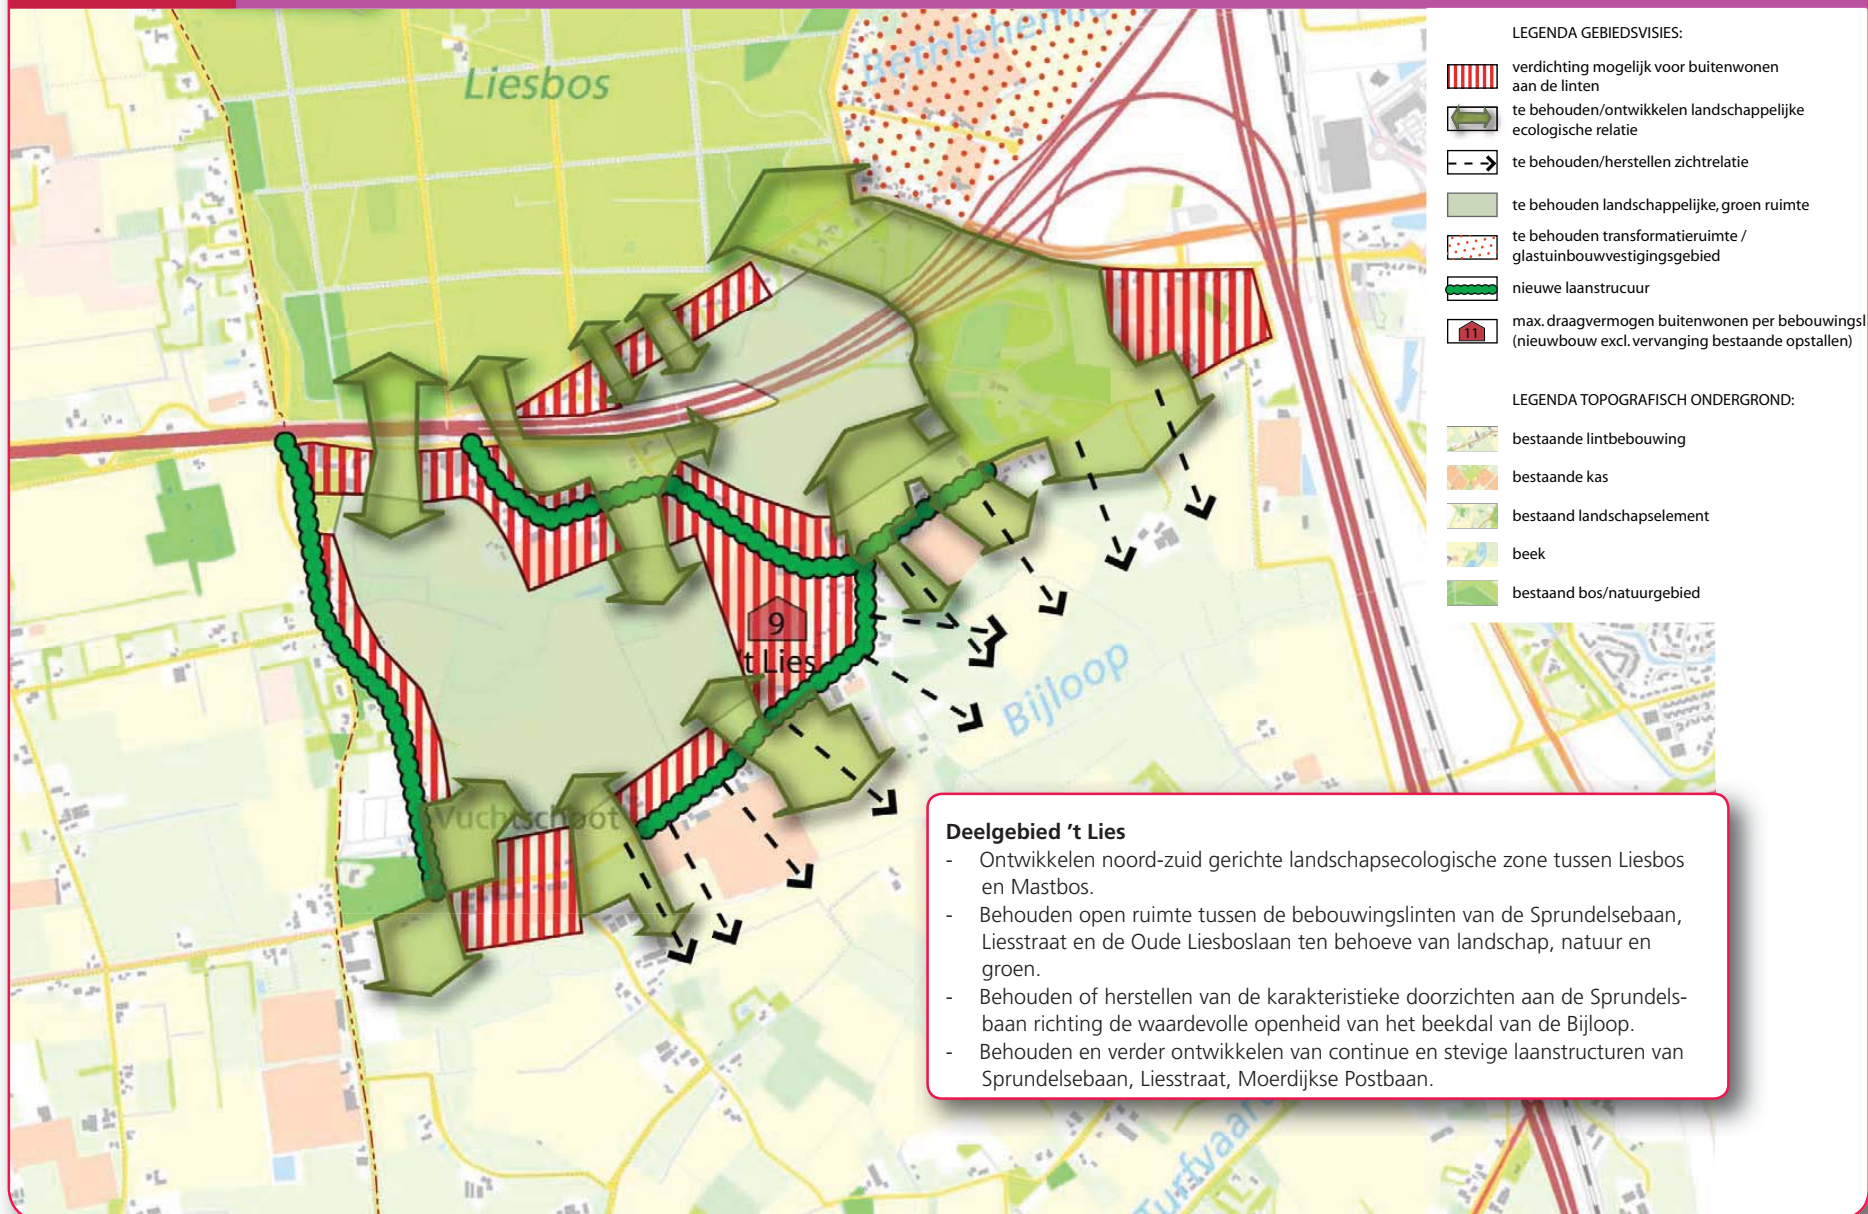 Liesbos
Bethlehem
LEGENDA GEBIEDSVISIES:
verdichting mogelijk voor buitenwonen
aan de linten
te behouden/ontwikkelen landschappelijke
ecologische relatie
te behouden/herstellen zichtrelatie
te behouden landschappelijke, groen ruimte
te behouden transformatieruimte /
glastuinbouwvestigingsgebied
nieuwe laanstrucuur
11
max. draagvermogen buitenwonen per bebouwingsl
(nieuwbouw excl. vervanging bestaande opstallen)
LEGENDA TOPOGRAFISCH ONDERGROND:
bestaande lintbebouwing
bestaande kas
bestaand landschapselement
beek
bestaand bos/natuurgebied
9
't Lies
Bijloop
Vuchtschoot
Deelgebied ’t Lies
- Ontwikkelen noord-zuid gerichte landschapsecologische zone tussen Liesbos
en Mastbos.
- Behouden open ruimte tussen de bebouwingslinten van de Sprundelsebaan,
Liesstraat en de Oude Liesboslaan ten behoeve van landschap, natuur en
groen.
- Behouden of herstellen van de karakteristieke doorzichten aan de Sprundels-
baan richting de waardevolle openheid van het beekdal van de Bijloop.
- Behouden en verder ontwikkelen van continue en stevige laanstructuren van
Sprundelsebaan, Liesstraat, Moerdijkse Postbaan.
Turfvaart